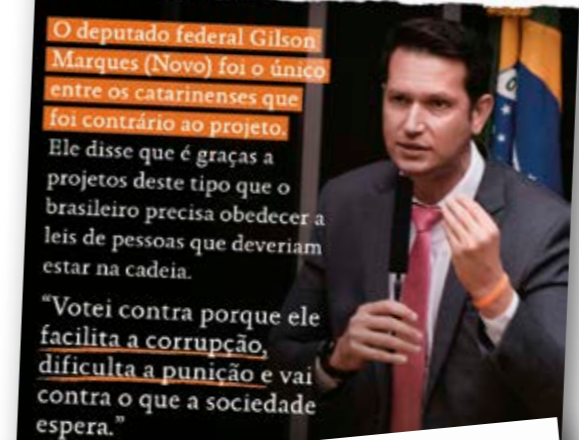 O deputado federal Gilson
Marques (Novo) foi o único
entre os catarinenses que
foi contrário ao projeto.
Ele disse que é graças a
projetos deste tipo que o
brasileiro precisa obedecer a
leis de pessoas que deveriam
estar na cadeia.
“Votei contra porque ele
facilita a corrupção,
dificulta a punição e vai
contra o que a sociedade
espera.”